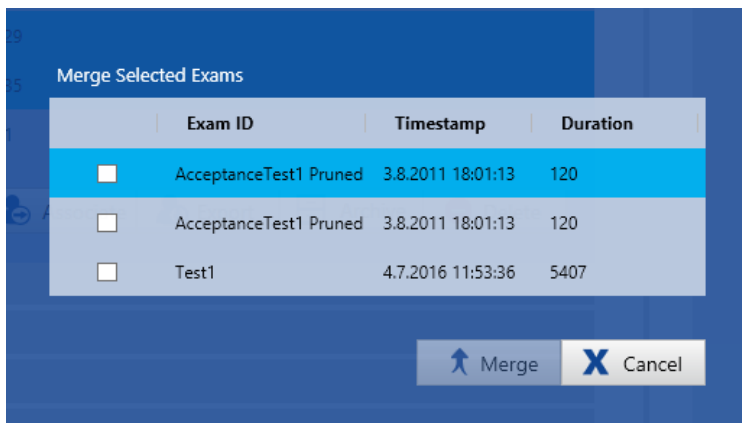 29
Merge Selected Exams
Exam ID Timestamp Duration
AcceptanceTest1 Pruned 3.8.2011 18:01:13 120
AcceptanceTest1 Pruned 3.8.2011 18:01:13 120
Test1 4.7.2016 11:53:36 5407
Merge Cancel